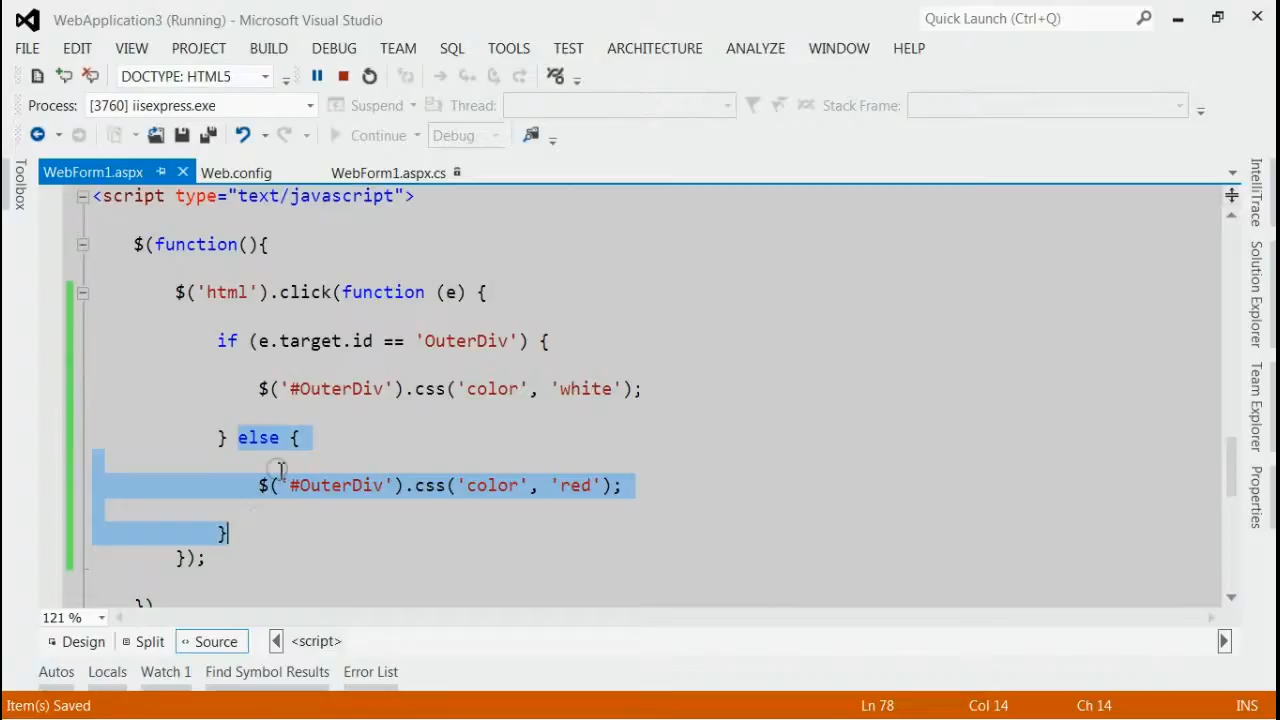 WebApplication3 (Running) - Microsoft Visual Studio
Quick Launch (Ctrl+Q)
FILE EDIT VIEW PROJECT BUILD DEBUG TEAM SQL TOOLS TEST ARCHITECTURE ANALYZE WINDOW HELP
DOCTYPE: HTML5
Process: [3760] iisexpress.exe Suspend Thread: Stack Frame:
Continue Debug
Toolbox
WebForm1.aspx Web.config WebForm1.aspx.cs
<script type="text/javascript">
$(function(){
$('html').click(function (e) {
if (e.target.id == 'OuterDiv') {
$('#OuterDiv').css('color', 'white');
} else {
$('#OuterDiv').css('color', 'red');
}
});
})
IntelliTrace
Solution Explorer
Team Explorer
Properties
121 %
Design Split Source <script>
Autos Locals Watch 1 Find Symbol Results Error List
Item(s) Saved Ln 78 Col 14 Ch 14 INS